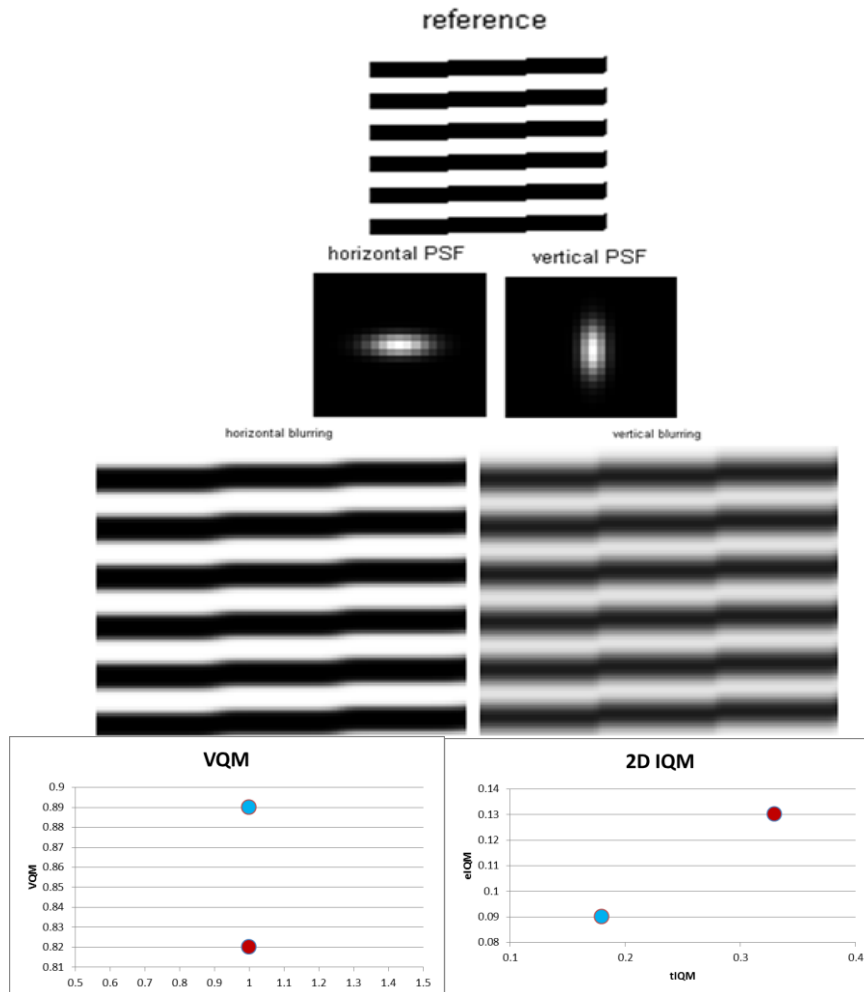 reference
horizontal PSF
vertical PSF
horizontal blurring
vertical blurring
VQM
0.9
0.89
0.88
0.87
0.86
0.85
0.84
0.83
0.82
0.81
VQM
0.5 0.6 0.7 0.8 0.9 1 1.1 1.2 1.3 1.4 1.5
2D IQM
0.14
0.13
0.12
0.11
0.1
0.09
0.08
eIQM
0.1 0.2 0.3 0.4
tIQM